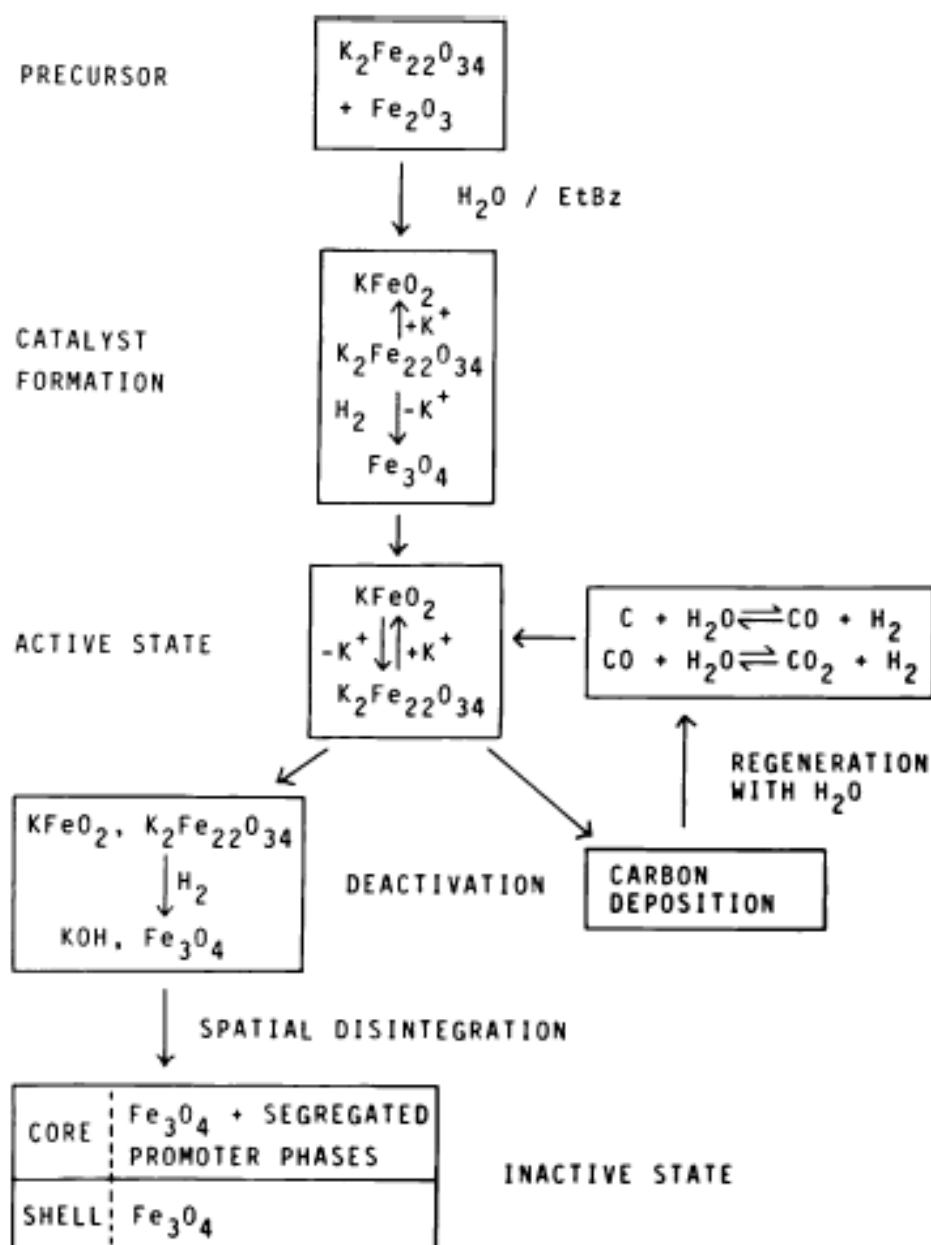 PRECURSOR
K₂Fe₂₂O₃₄
+ Fe₂O₃
H₂O / EtBz
CATALYST
FORMATION
KFeO₂
+K⁺
K₂Fe₂₂O₃₄
H₂ -K⁺
Fe₃O₄
ACTIVE STATE
KFeO₂
-K⁺ +K⁺
K₂Fe₂₂O₃₄
C + H₂O ⇌ CO + H₂
CO + H₂O ⇌ CO₂ + H₂
REGENERATION
WITH H₂O
KFeO₂, K₂Fe₂₂O₃₄
H₂
KOH, Fe₃O₄
DEACTIVATION
CARBON
DEPOSITION
SPATIAL DISINTEGRATION
CORE
Fe₃O₄ + SEGREGATED
PROMOTER PHASES
SHELL
Fe₃O₄
INACTIVE STATE